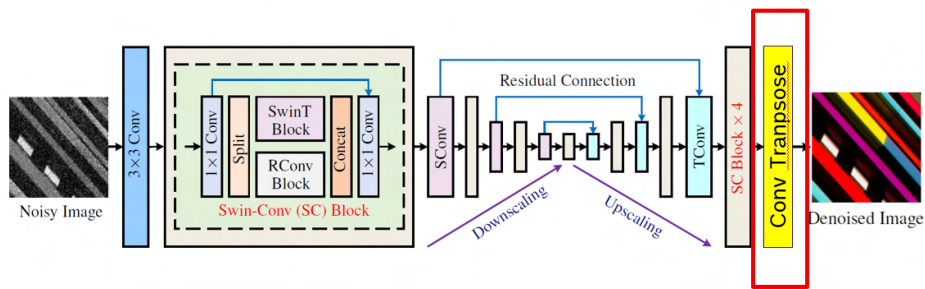 Noisy Image
3×3 Conv
1×1 Conv
Split
SwinT
Block
RConv
Block
Concat
1×1 Conv
Swin-Conv (SC) Block
SConv
Residual Connection
Downscaling
Upscaling
TConv
SC Block × 4
Conv Tranpsose
Denoised Image